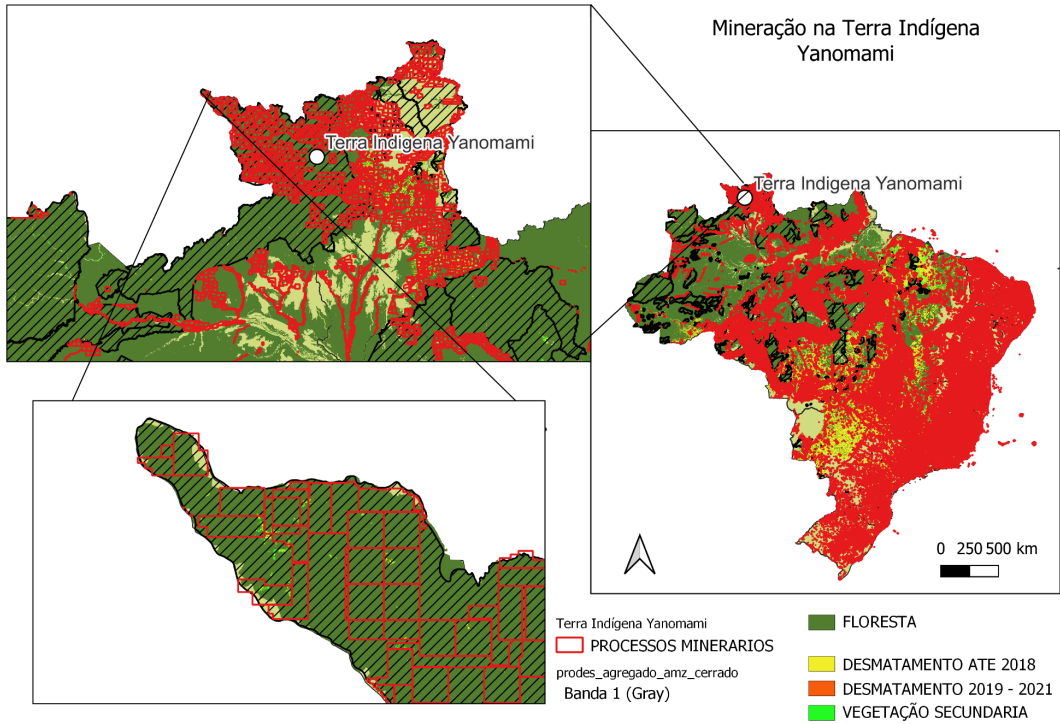 Mineração na Terra Indígena
Yanomami
Terra Indigena Yanomami
Terra Indigena Yanomami
0 250 500 km
Terra Indígena Yanomami
PROCESSOS MINERARIOS
prodes_agregado_amz_cerrado
Banda 1 (Gray)
FLORESTA
DESMATAMENTO ATE 2018
DESMATAMENTO 2019 - 2021
VEGETAÇÃO SECUNDARIA